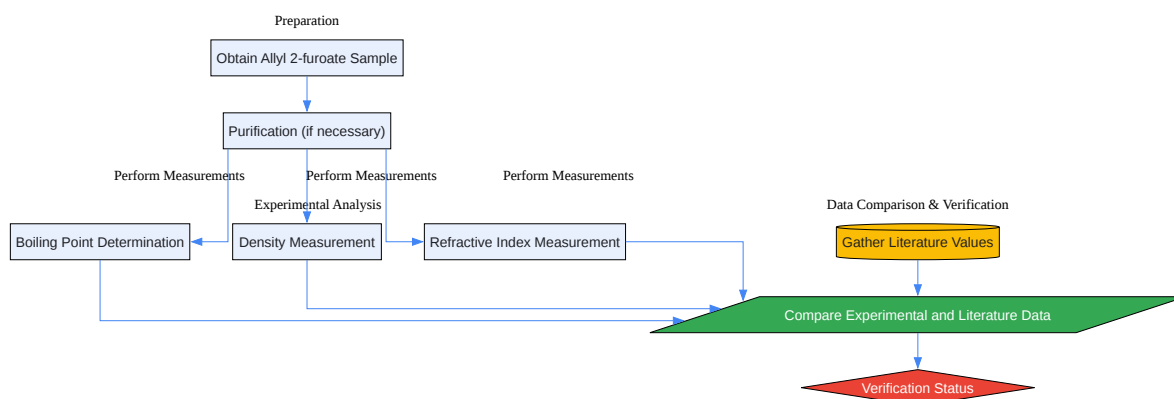 Preparation
Obtain Allyl 2-furoate Sample
Purification (if necessary)
Perform Measurements
Perform Measurements
Perform Measurements
Experimental Analysis
Data Comparison & Verification
Boiling Point Determination
Density Measurement
Refractive Index Measurement
Gather Literature Values
Compare Experimental and Literature Data
Verification Status